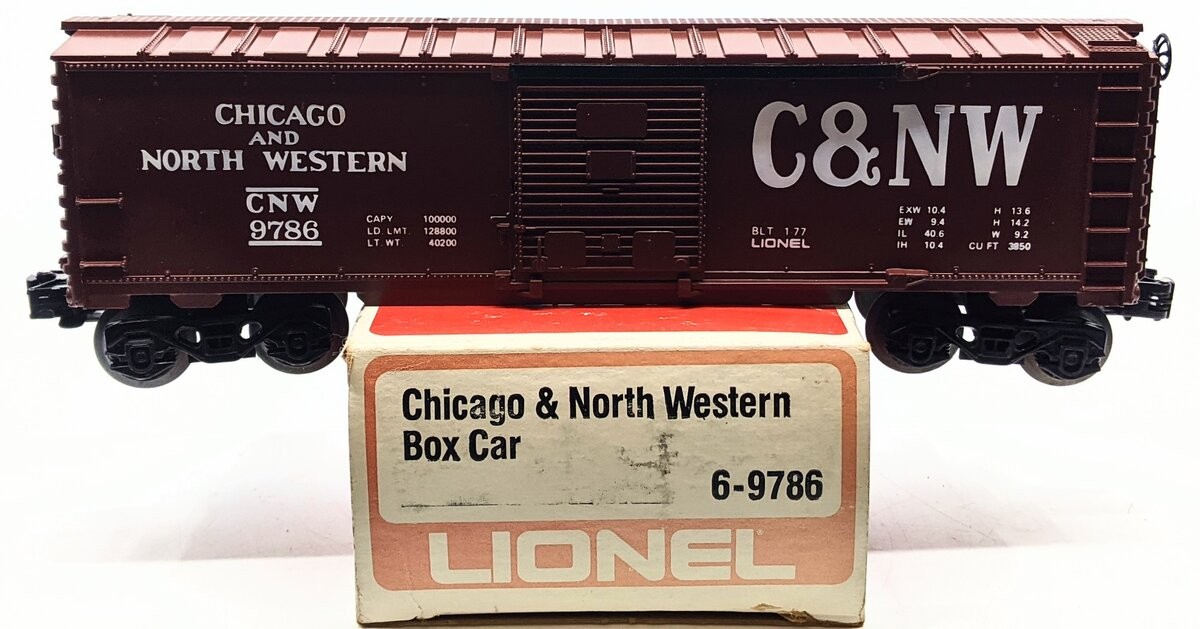 CHICAGO
AND
NORTH WESTERN
CNW
9786
CAPY 100000
LD. LMT. 128800
LT. WT. 40200
C&NW
BLT 1 77
LIONEL
EXW 10.4 H 13.6
EW 9.4 H 14.2
IL 40.6 W 9.2
IH 10.4 CU FT 3850
Chicago & North Western
Box Car
6-9786
LIONEL